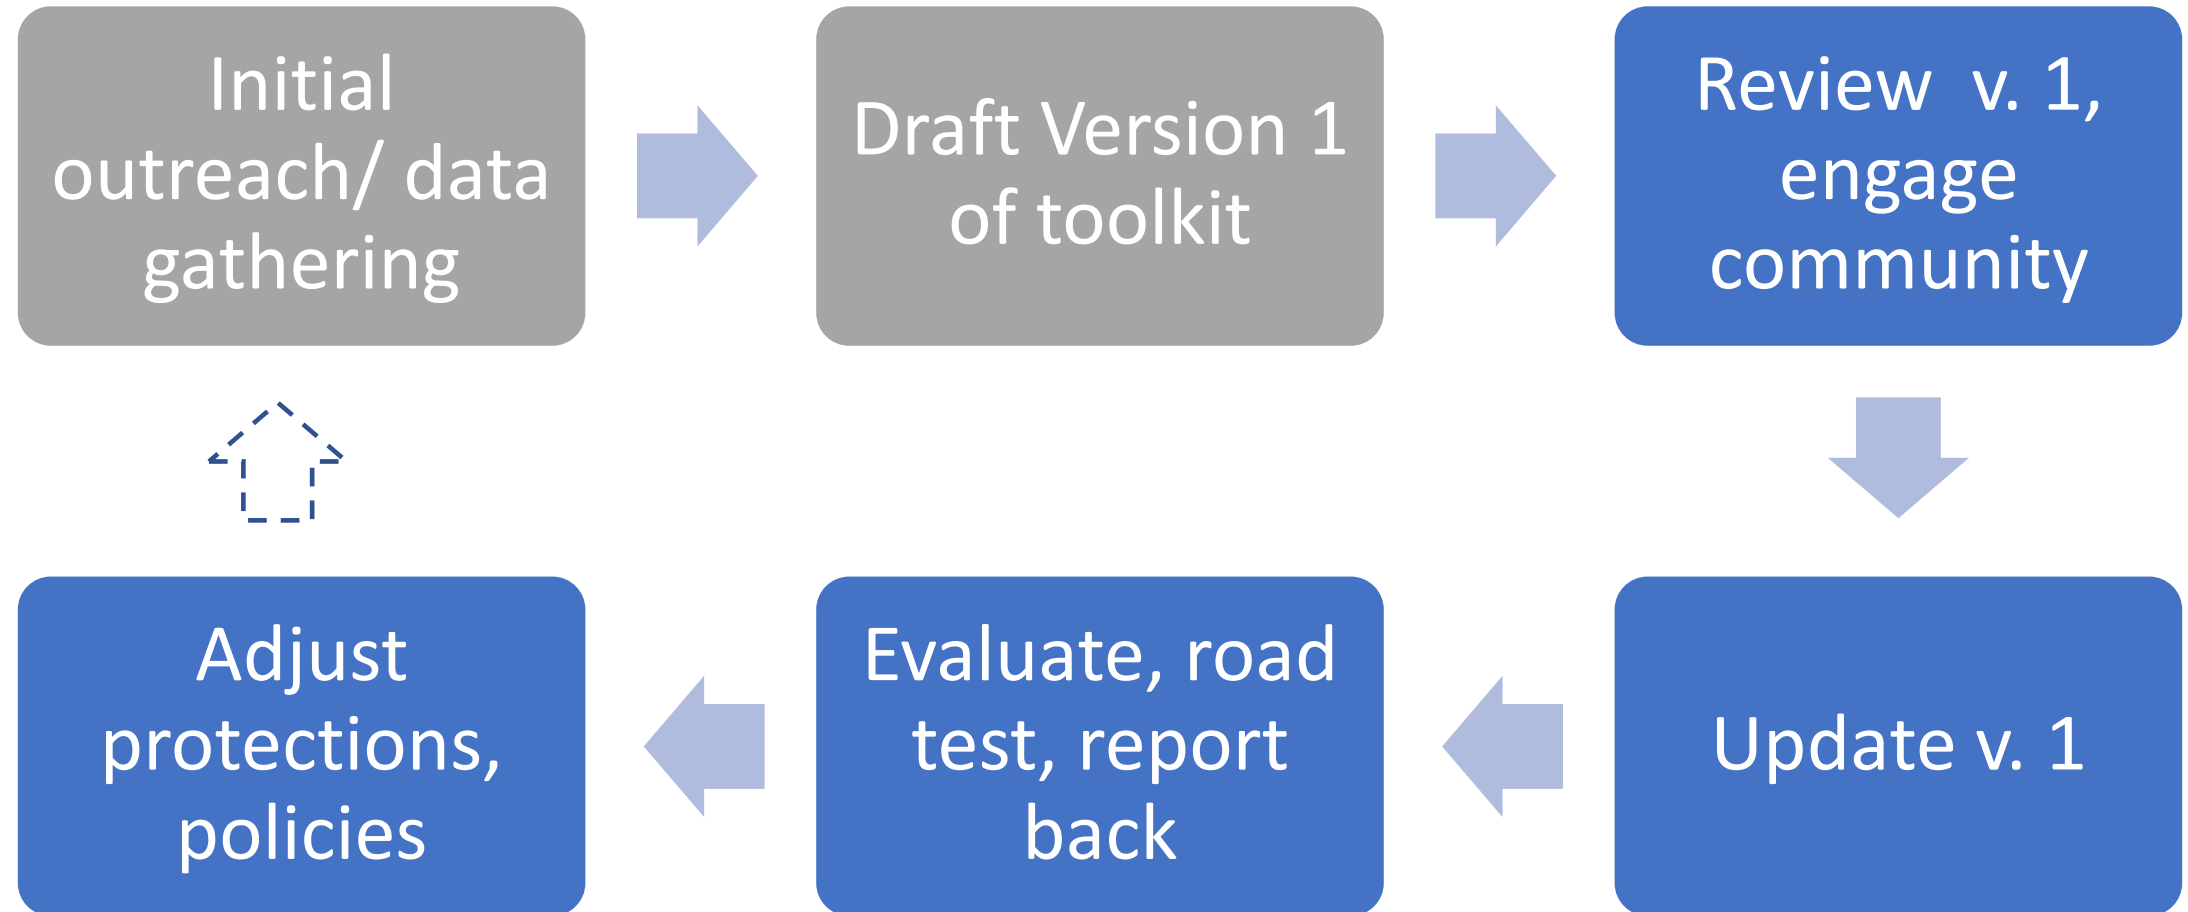 Initial
outreach/ data
gathering
Draft Version 1
of toolkit
Review  v. 1,
engage
community
Adjust
protections,
policies
Evaluate, road
test, report
back
Update v. 1